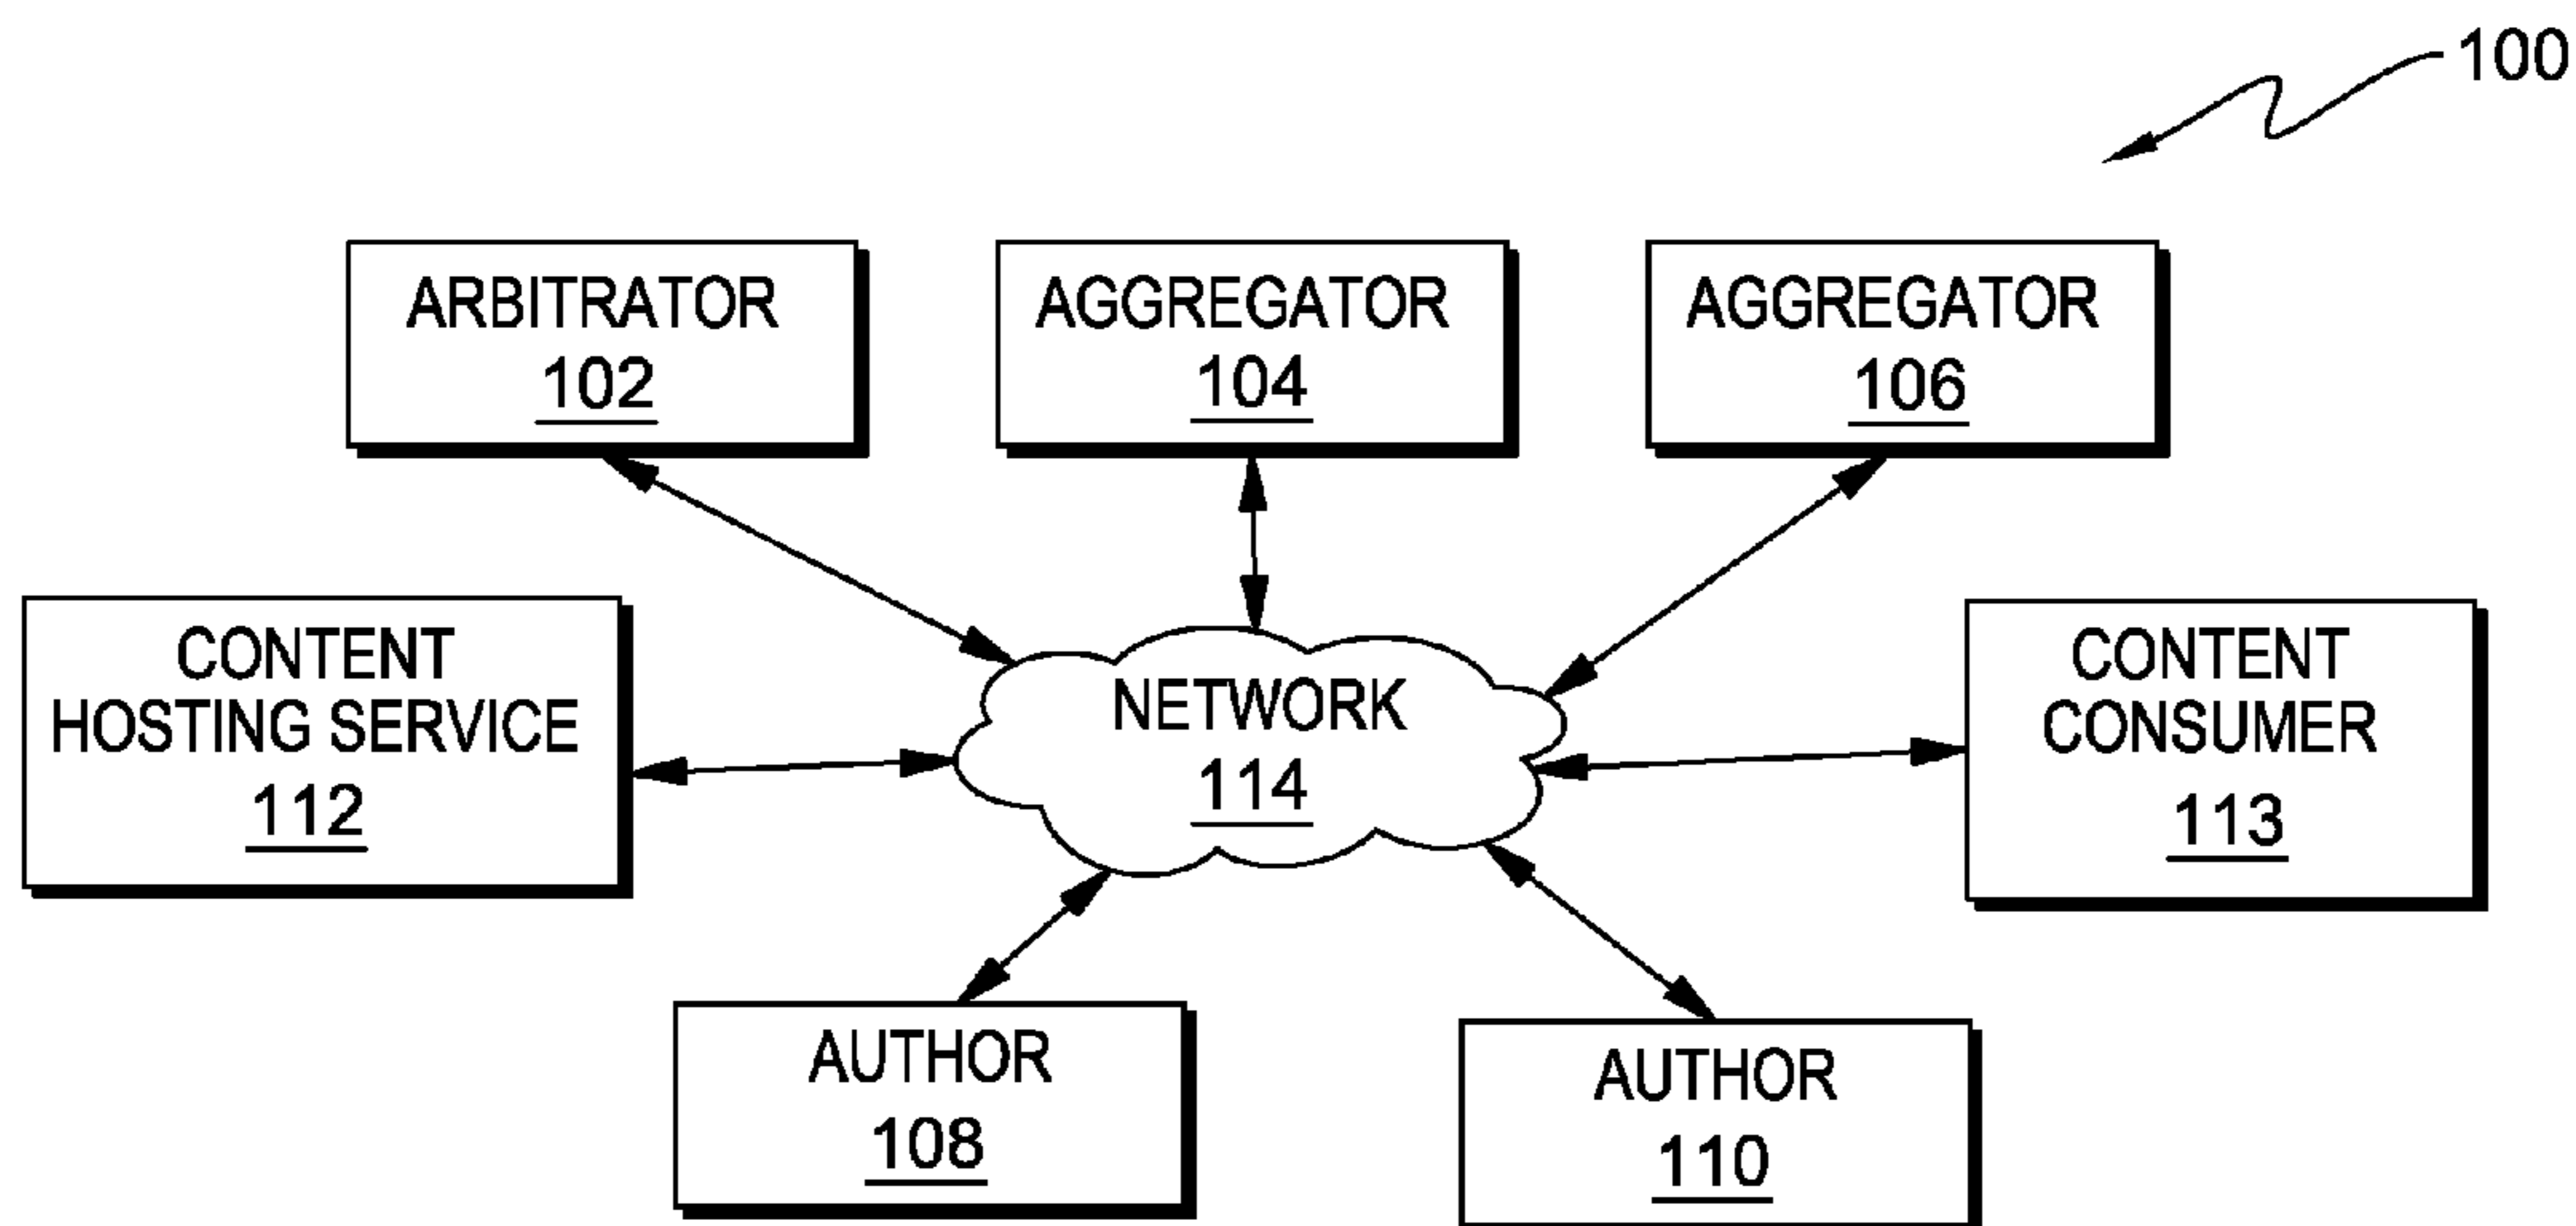 100
ARBITRATOR
102
AGGREGATOR
104
AGGREGATOR
106
CONTENT
HOSTING SERVICE
112
NETWORK
114
CONTENT
CONSUMER
113
AUTHOR
108
AUTHOR
110